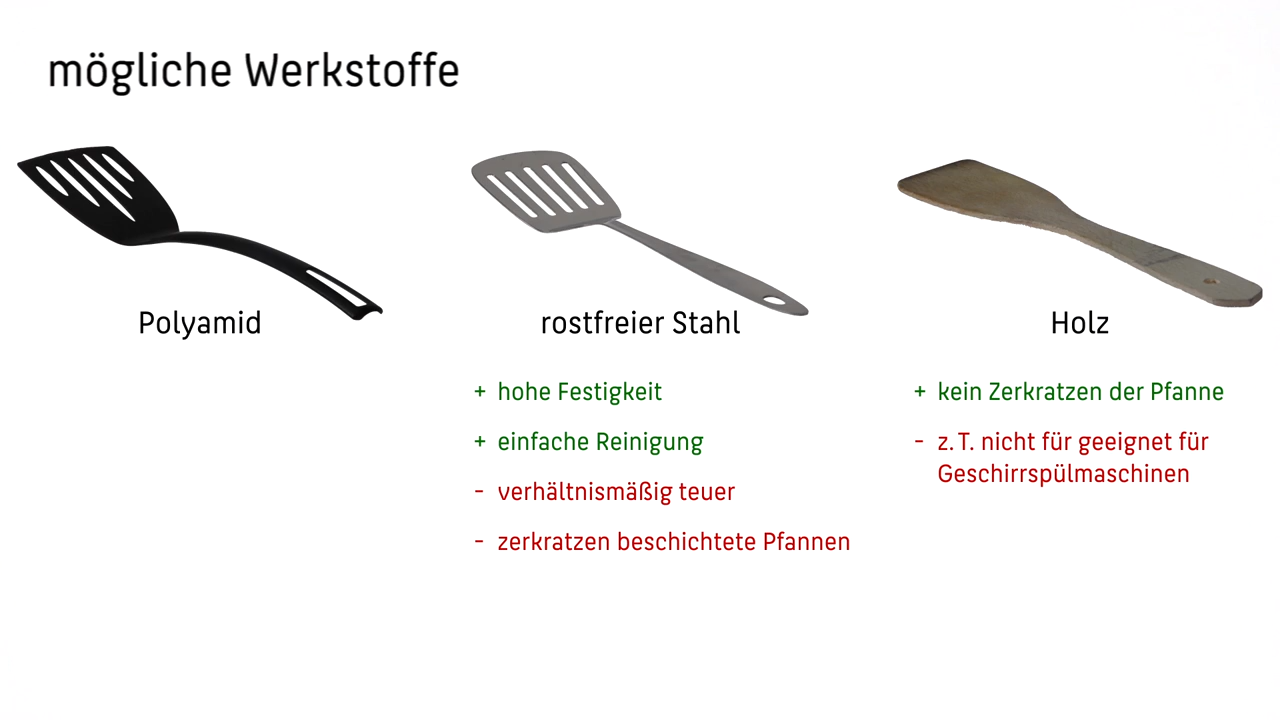 mögliche Werkstoffe
Polyamid
rostfreier Stahl
+ hohe Festigkeit
+ einfache Reinigung
- verhältnismäßig teuer
- zerkratzen beschichtete Pfannen
Holz
+ kein Zerkratzen der Pfanne
- z. T. nicht für geeignet für
Geschirrspülmaschinen